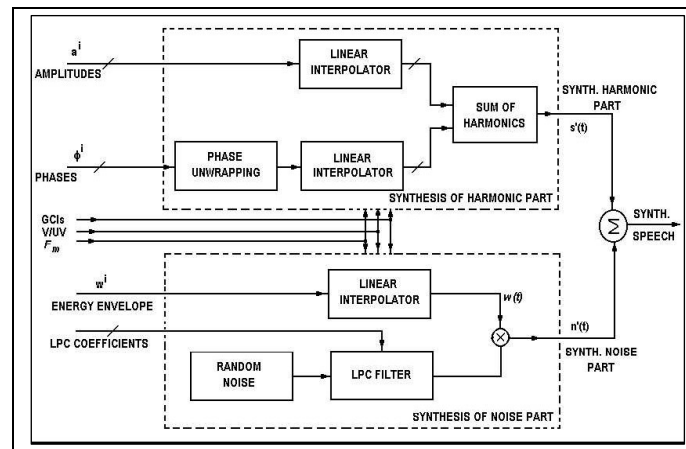 a^i
AMPLITUDES
LINEAR
INTERPOLATOR
SUM OF
HARMONICS
SYNTH. HARMONIC
PART
s'(t)
ϕ^i
PHASES
PHASE
UNWRAPPING
LINEAR
INTERPOLATOR
SYNTHESIS OF HARMONIC PART
GCIs
V/UV
F_m
Σ
SYNTH.
SPEECH
w^i
ENERGY ENVELOPE
LINEAR
INTERPOLATOR
w(t)
LPC COEFFICIENTS
RANDOM
NOISE
LPC FILTER
×
n'(t)
SYNTH. NOISE
PART
SYNTHESIS OF NOISE PART